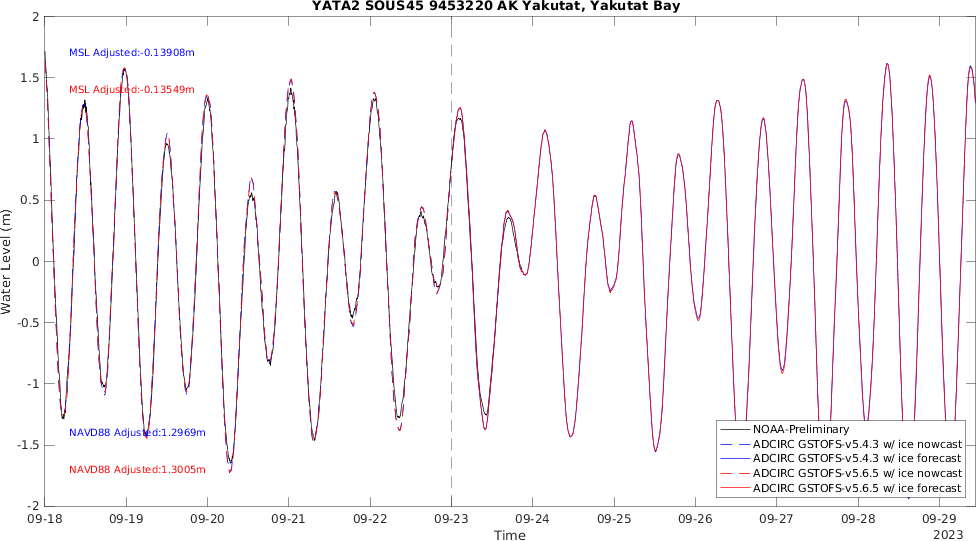 YATA2 SOUS45 9453220 AK Yakutat, Yakutat Bay
MSL Adjusted:-0.13908m
MSL Adjusted:-0.13549m
NAVD88 Adjusted:1.2969m
NAVD88 Adjusted:1.3005m
Water Level (m)
2
1.5
1
0.5
0
-0.5
-1
-1.5
-2
NOAA-Preliminary
ADCIRC GSTOFS-v5.4.3 w/ ice nowcast
ADCIRC GSTOFS-v5.4.3 w/ ice forecast
ADCIRC GSTOFS-v5.6.5 w/ ice nowcast
ADCIRC GSTOFS-v5.6.5 w/ ice forecast
09-18 09-19 09-20 09-21 09-22 09-23 09-24 09-25 09-26 09-27 09-28 09-29
Time
2023